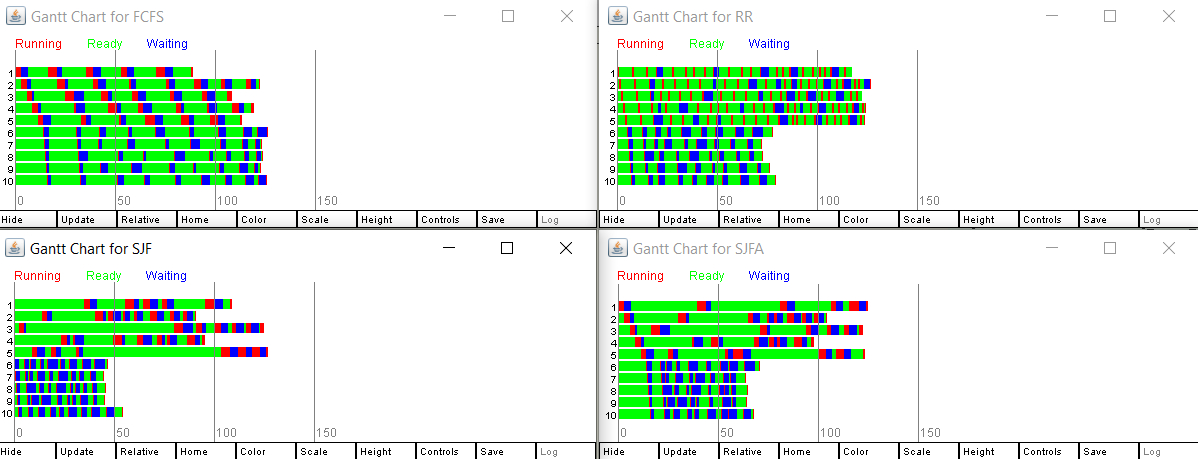 Gantt Chart for FCFS
Running Ready Waiting
1
2
3
4
5
6
7
8
9
10
0 50 100 150
Hide Update Relative Home Color Scale Height Controls Save Log
Gantt Chart for RR
Running Ready Waiting
1
2
3
4
5
6
7
8
9
10
0 50 100 150
Hide Update Relative Home Color Scale Height Controls Save Log
Gantt Chart for SJF
Running Ready Waiting
1
2
3
4
5
6
7
8
9
10
0 50 100 150
Hide Update Relative Home Color Scale Height Controls Save Log
Gantt Chart for SJFA
Running Ready Waiting
1
2
3
4
5
6
7
8
9
10
0 50 100 150
Hide Update Relative Home Color Scale Height Controls Save Log